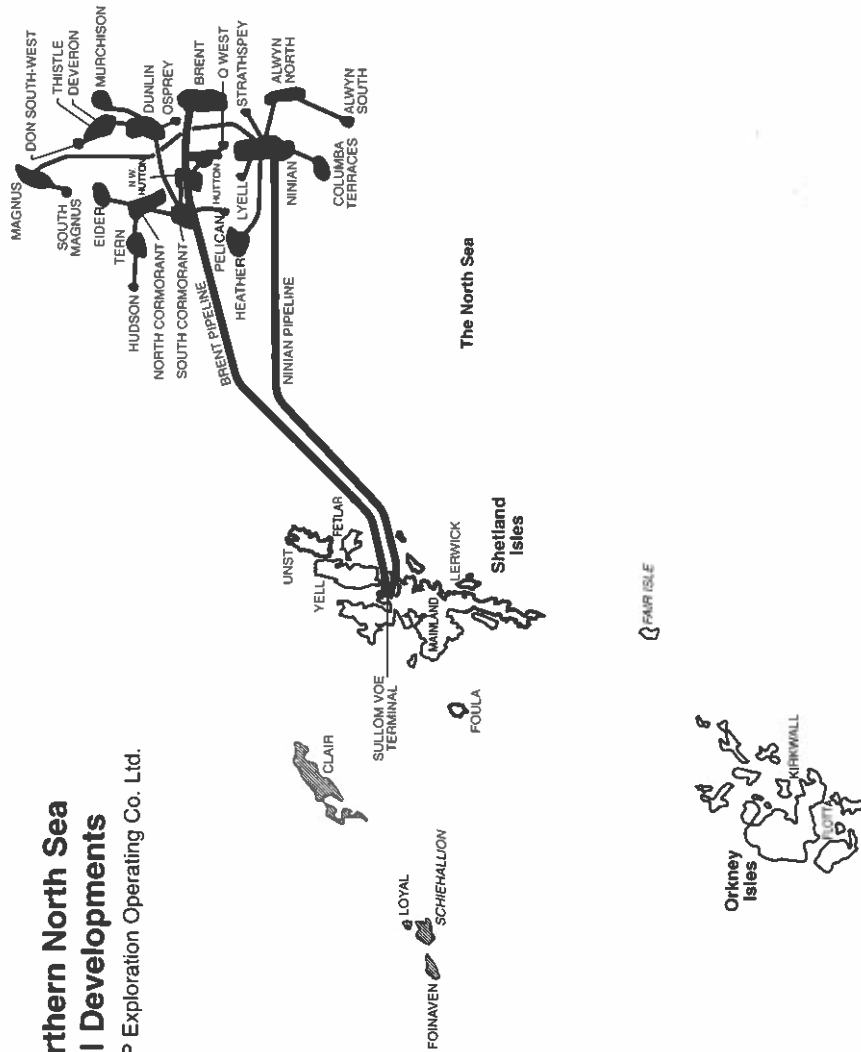 rthern North Sea
l Developments
P Exploration Operating Co. Ltd.
MAGNUS
DON SOUTH-WEST
THISTLE
DEVERON
MURCHISON
SOUTH
MAGNUS
EIDER
TERN
N.W.
HUTTON
DUNLIN
OSPREY
BRENT
HUDSON
NORTH CORMORANT
SOUTH CORMORANT
PELICAN
HUTTON
Q WEST
STRATHSPEY
BRENT PIPELINE
HEATHER
LYELL
NINIAN
ALWYN
NORTH
ALWYN
SOUTH
COLUMBA
TERRACES
NINIAN PIPELINE
The North Sea
UNST
FETLAR
YELL
SULLOM VOE
TERMINAL
MAINLAND
LERWICK
Shetland
Isles
FOULA
CLAIR
LOYAL
SCHIEHALLION
FOINAVEN
FAIR ISLE
Orkney
Isles
KIRKWALL
FLOTTA